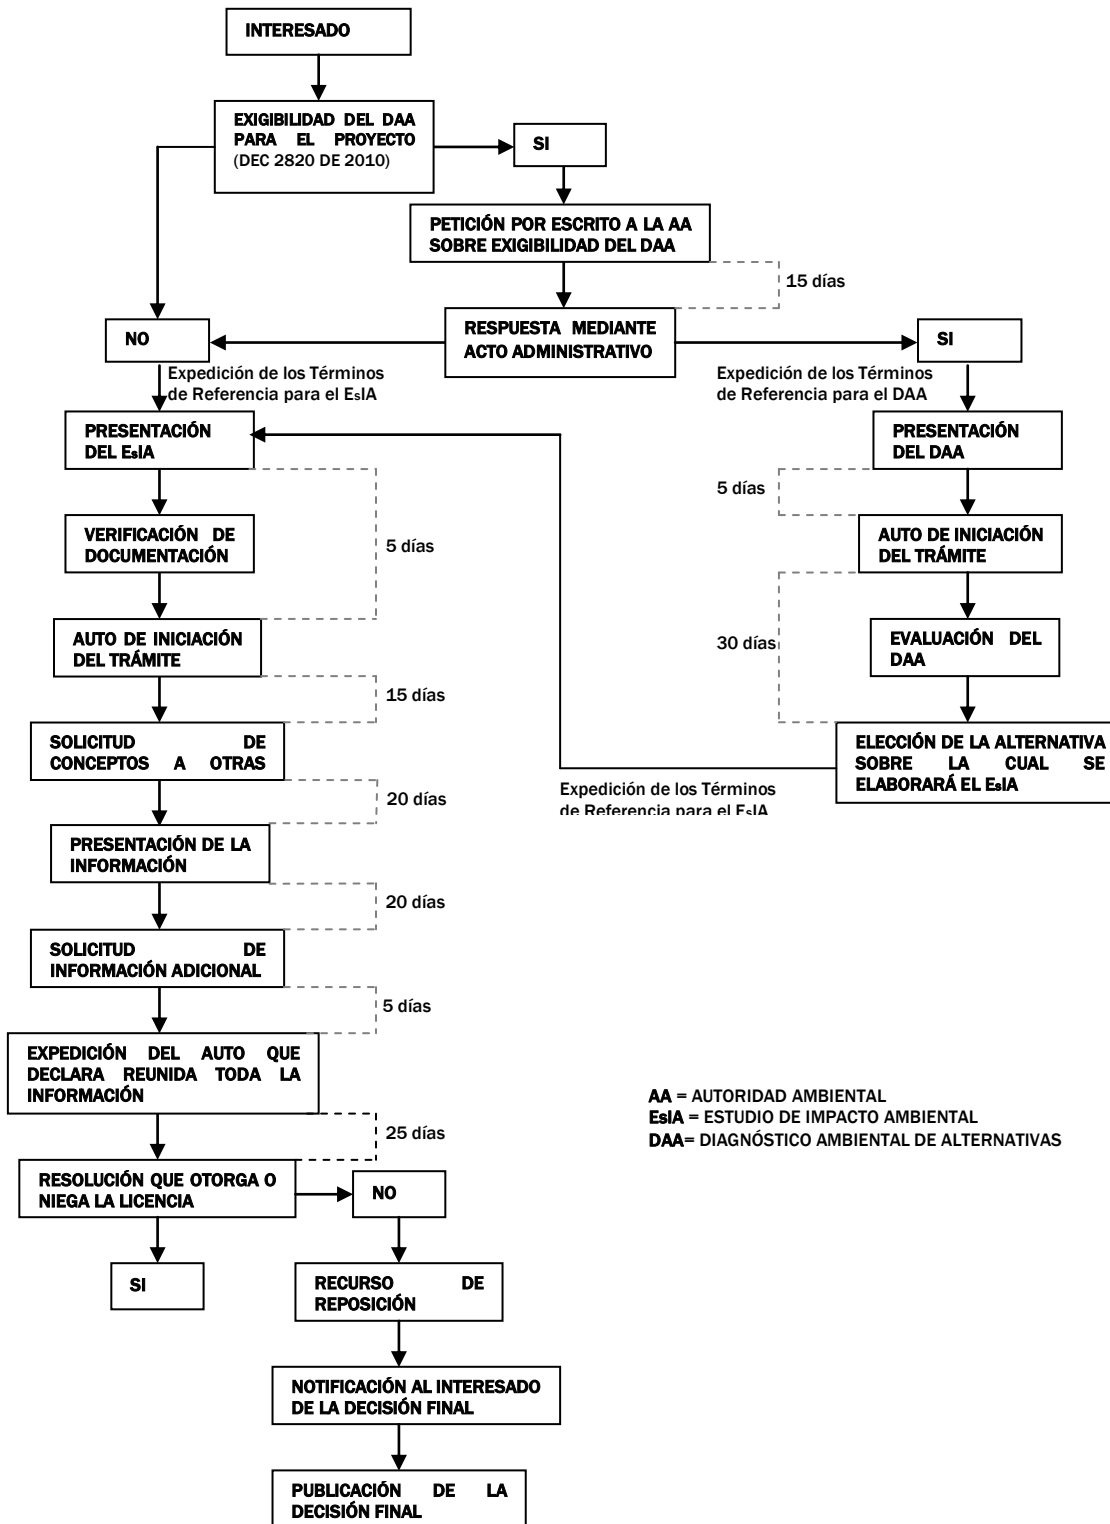 INTERESADO
EXIGIBILIDAD DEL DAA
PARA EL PROYECTO
(DEC 2820 DE 2010)
SI
PETICIÓN POR ESCRITO A LA AA
SOBRE EXIGIBILIDAD DEL DAA
15 días
RESPUESTA MEDIANTE
ACTO ADMINISTRATIVO
NO
SI
Expedición de los Términos
de Referencia para el EsIA
Expedición de los Términos
de Referencia para el DAA
PRESENTACIÓN
DEL EsIA
PRESENTACIÓN
DEL DAA
5 días
VERIFICACIÓN DE
DOCUMENTACIÓN
5 días
AUTO DE INICIACIÓN
DEL TRÁMITE
AUTO DE INICIACIÓN
DEL TRÁMITE
30 días
EVALUACIÓN DEL
DAA
15 días
SOLICITUD DE
CONCEPTOS A OTRAS
ELECCIÓN DE LA ALTERNATIVA
SOBRE LA CUAL SE
ELABORARÁ EL EsIA
Expedición de los Términos
de Referencia para el EsIA
20 días
PRESENTACIÓN DE LA
INFORMACIÓN
20 días
SOLICITUD DE
INFORMACIÓN ADICIONAL
5 días
EXPEDICIÓN DEL AUTO QUE
DECLARA REUNIDA TODA LA
INFORMACIÓN
AA = AUTORIDAD AMBIENTAL
EsIA = ESTUDIO DE IMPACTO AMBIENTAL
DAA= DIAGNÓSTICO AMBIENTAL DE ALTERNATIVAS
25 días
RESOLUCIÓN QUE OTORGA O
NIEGA LA LICENCIA
NO
SI
RECURSO DE
REPOSICIÓN
NOTIFICACIÓN AL INTERESADO
DE LA DECISIÓN FINAL
PUBLICACIÓN DE LA
DECISIÓN FINAL